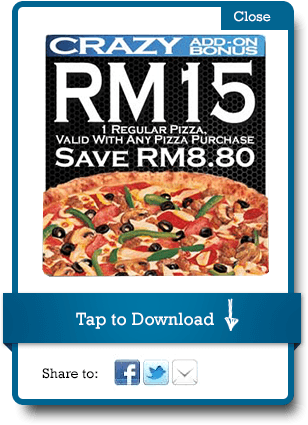 Close
CRAZY ADD-ON BONUS
RM15
1 REGULAR PIZZA,
VALID WITH ANY PIZZA PURCHASE
SAVE RM8.80
Tap to Download
Share to: